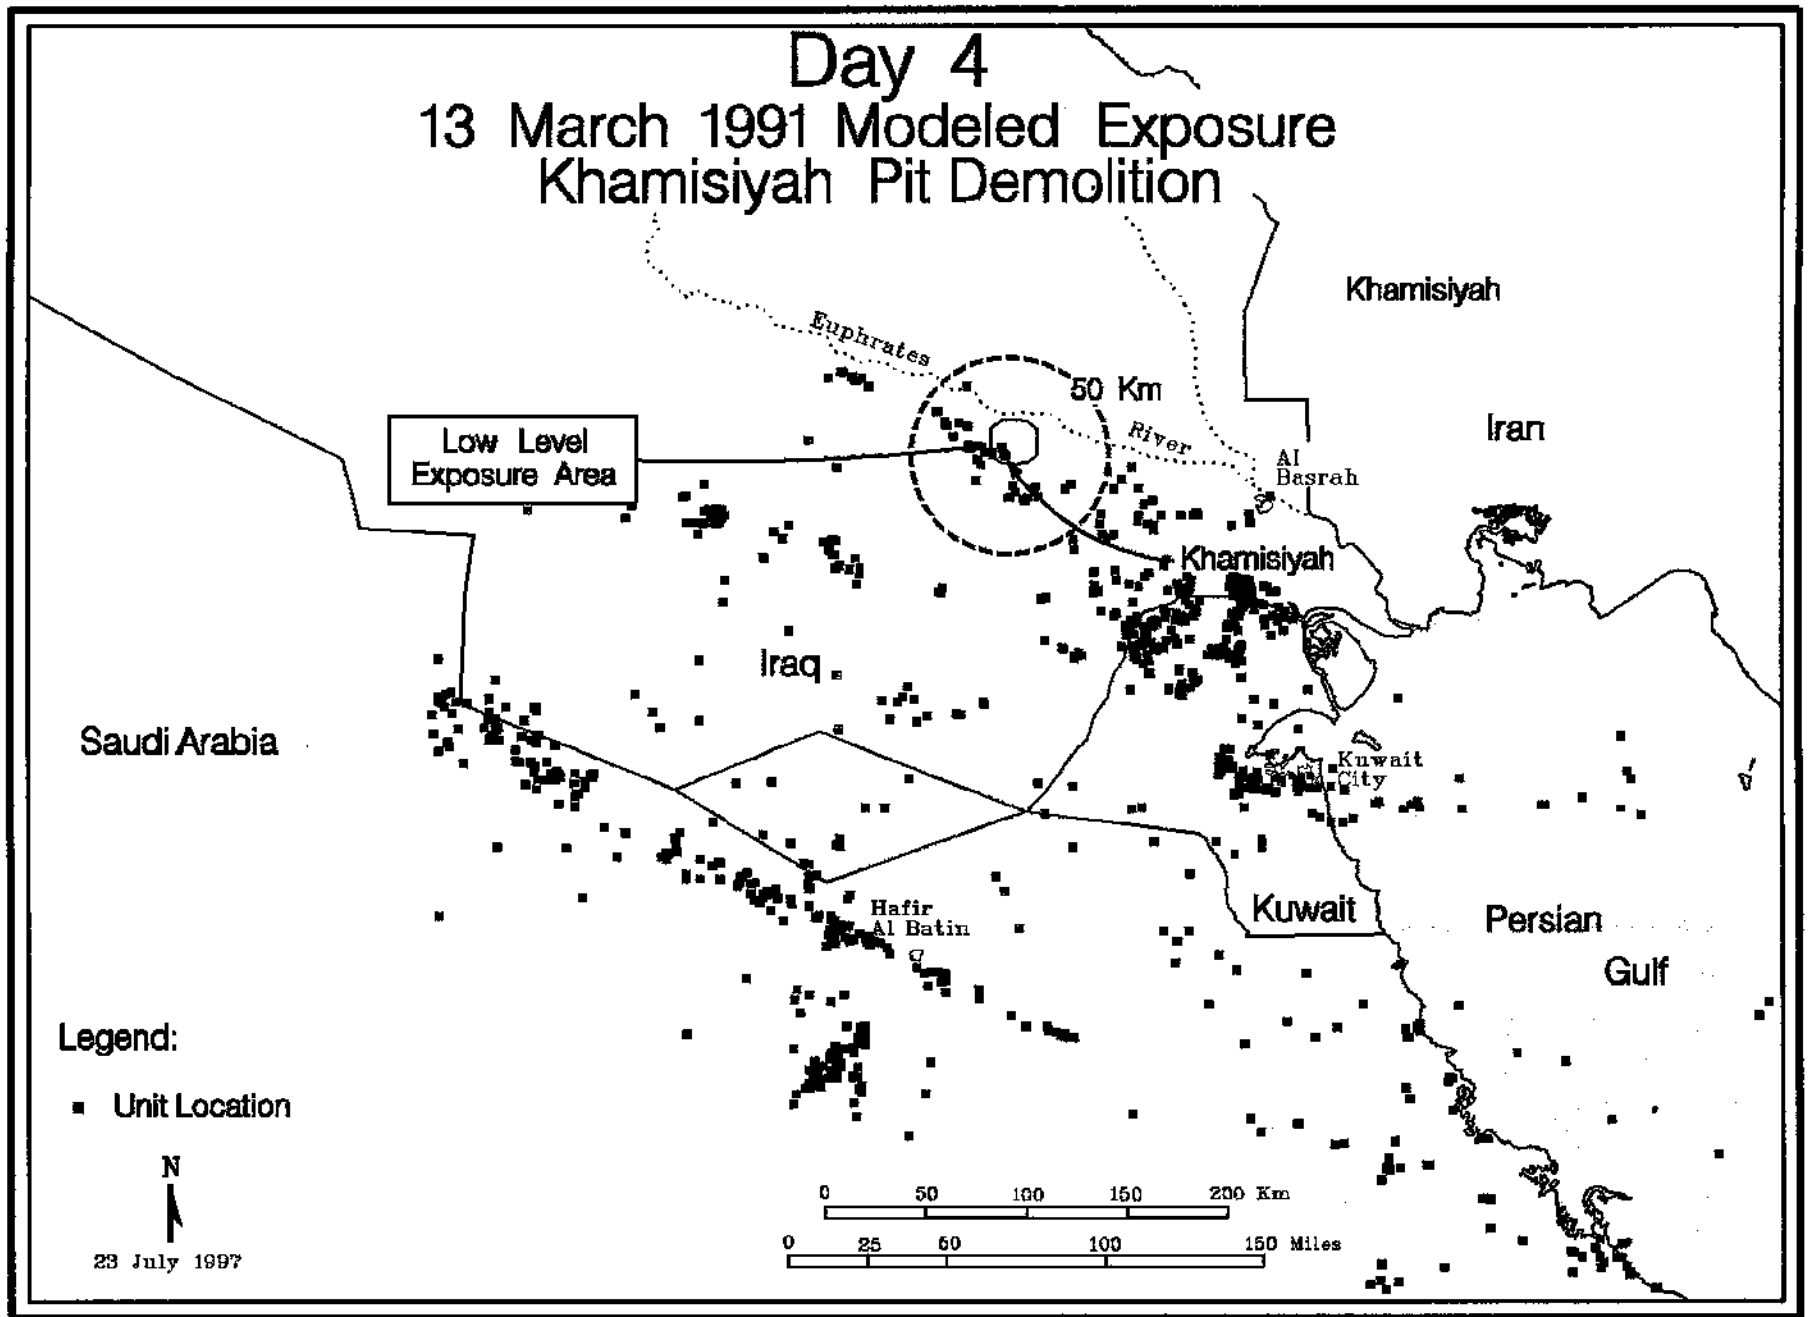 Day 4
13 March 1991 Modeled Exposure
Khamisiyah Pit Demolition
Khamisiyah
Euphrates
50 Km
River
Iran
Low Level
Exposure Area
Al
Basrah
Khamisiyah
Iraq
Saudi Arabia
Kuwait
City
Hafir
Al Batin
Kuwait
Persian
Gulf
Legend:
Unit Location
N
23 July 1997
0 50 100 150 200 Km
0 25 50 100 150 Miles